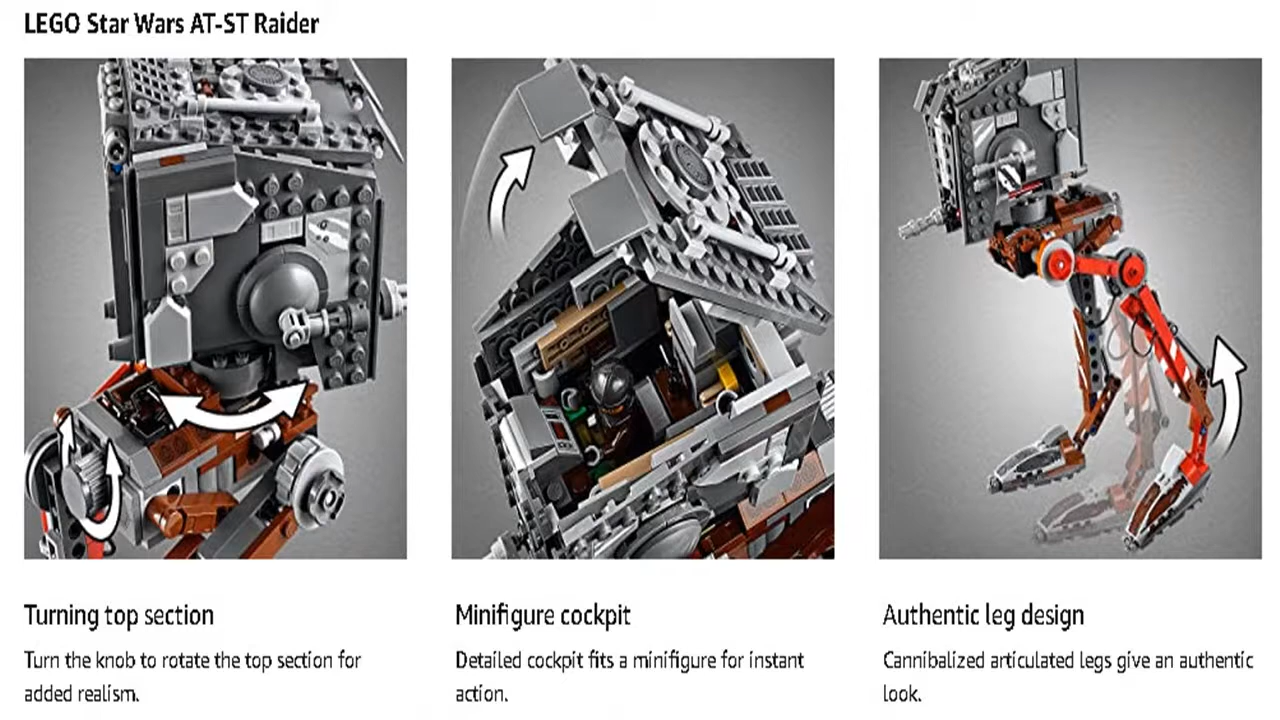 LEGO Star Wars AT-ST Raider
Turning top section
Turn the knob to rotate the top section for
added realism.
Minifigure cockpit
Detailed cockpit fits a minifigure for instant
action.
Authentic leg design
Cannibalized articulated legs give an authentic
look.